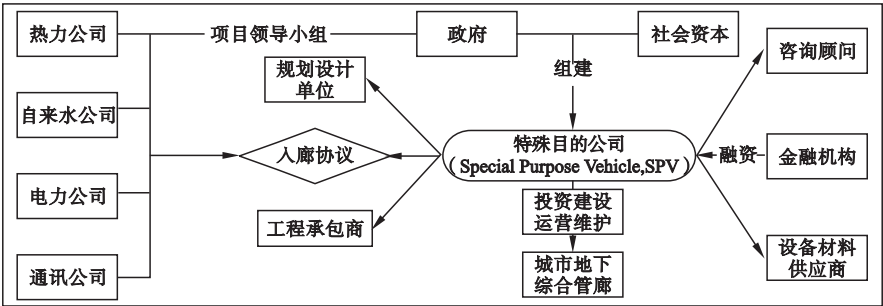 热力公司
项目领导小组
政府
社会资本
咨询顾问
规划设计
单位
组建
自来水公司
入廊协议
特殊目的公司
（Special Purpose Vehicle,SPV）
融资
金融机构
电力公司
投资建设
运营维护
工程承包商
设备材料
供应商
通讯公司
城市地下
综合管廊